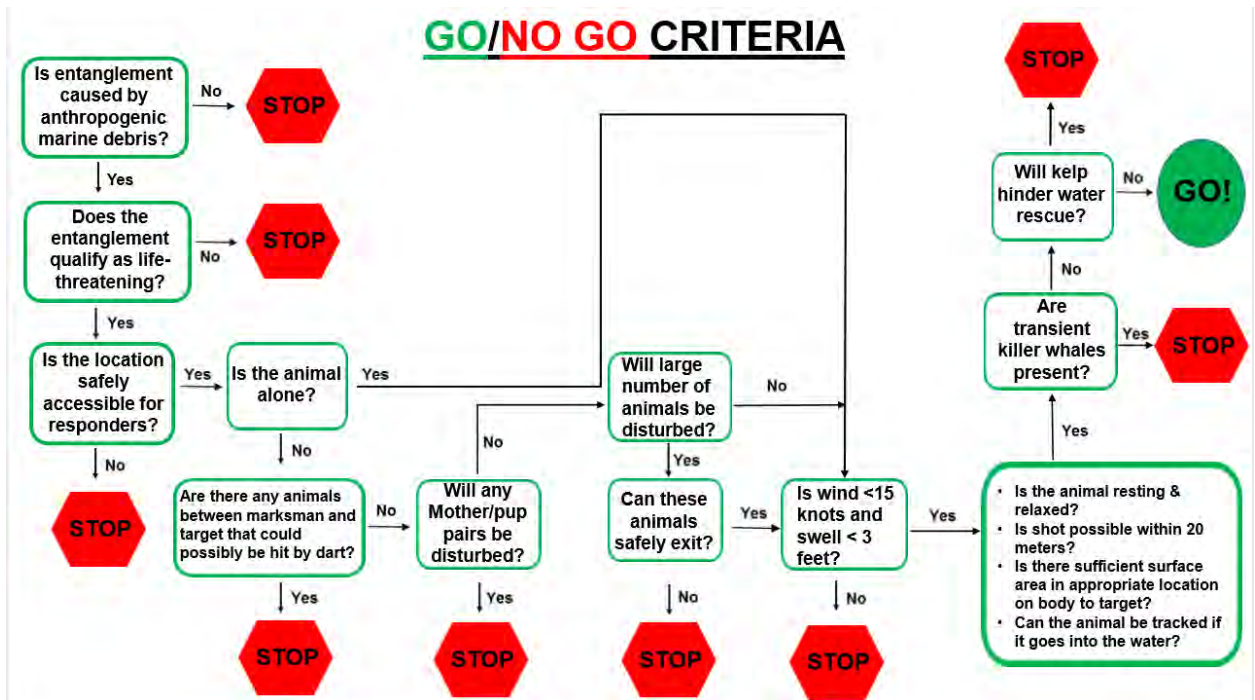 GO/NO GO CRITERIA
Is entanglement
caused by
anthropogenic
marine debris?
No
STOP
Yes
Does the
entanglement
qualify as life-
threatening?
No
STOP
Yes
Is the location
safely
accessible for
responders?
Yes
No
STOP
Is the animal
alone?
Yes
No
Are there any animals
between marksman and
target that could
possibly be hit by dart?
No
Yes
STOP
Will any
Mother/pup
pairs be
disturbed?
No
Yes
STOP
Will large
number of
animals be
disturbed?
No
Yes
Can these
animals
safely exit?
Yes
No
STOP
Is wind <15
knots and
swell < 3
feet?
Yes
No
STOP
• Is the animal resting &
relaxed?
• Is shot possible within 20
meters?
• Is there sufficient surface
area in appropriate location
on body to target?
• Can the animal be tracked if
it goes into the water?
Yes
Are
transient
killer whales
present?
Yes
STOP
No
Will kelp
hinder water
rescue?
No
GO!
Yes
STOP